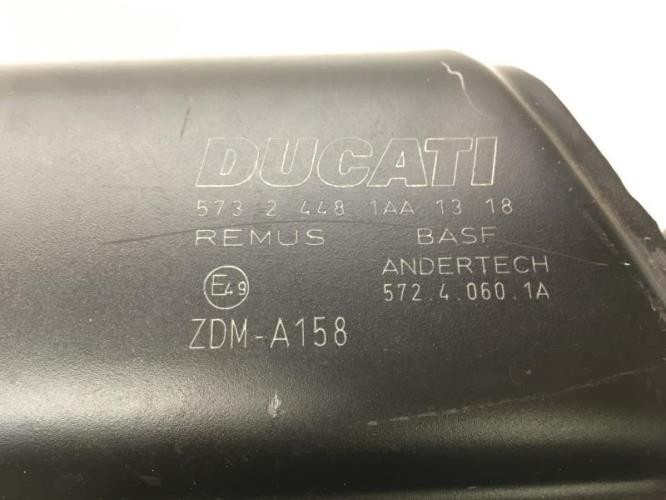 DUCATI
573 2 448 1AA 13 18
REMUS BASF
ANDERTECH
E49 572.4.060.1A
ZDM-A158